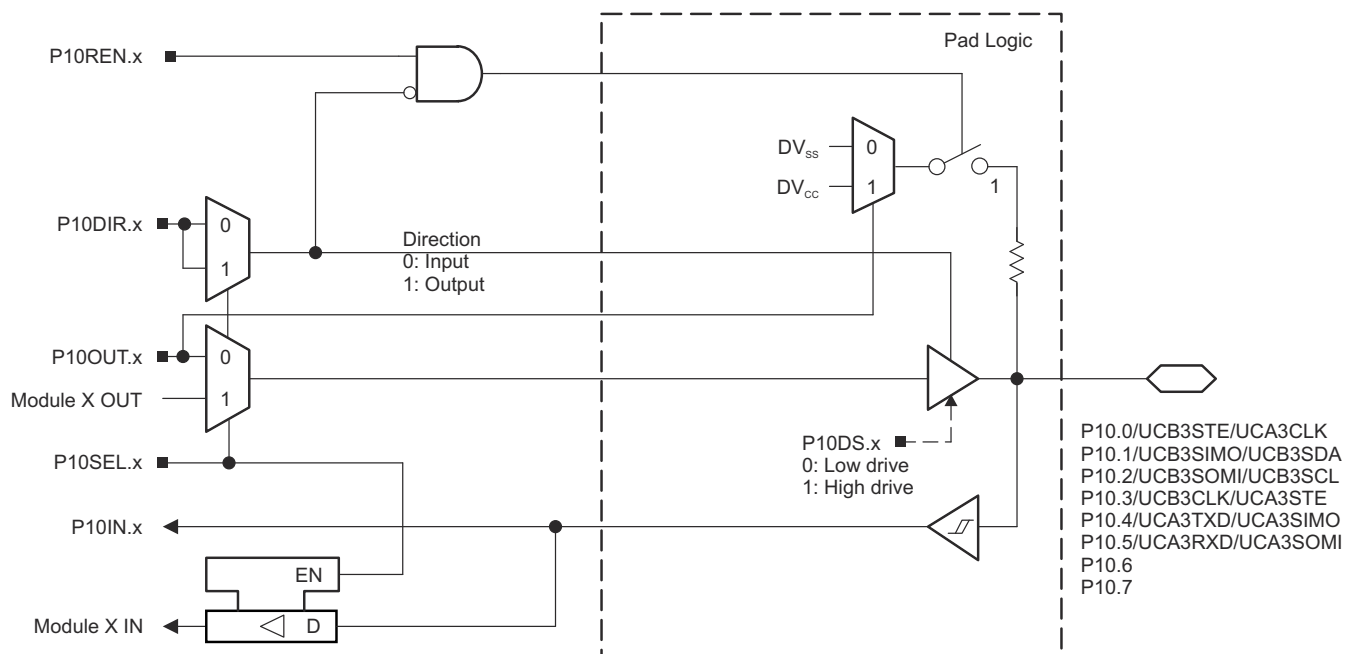 Pad Logic
P10REN.x
DVSS
0
DVCC
1
1
P10DIR.x
0
1
Direction
0: Input
1: Output
P10OUT.x
0
Module X OUT
1
P10DS.x
0: Low drive
1: High drive
P10SEL.x
P10IN.x
EN
Module X IN
D
P10.0/UCB3STE/UCA3CLK
P10.1/UCB3SIMO/UCB3SDA
P10.2/UCB3SOMI/UCB3SCL
P10.3/UCB3CLK/UCA3STE
P10.4/UCA3TXD/UCA3SIMO
P10.5/UCA3RXD/UCA3SOMI
P10.6
P10.7